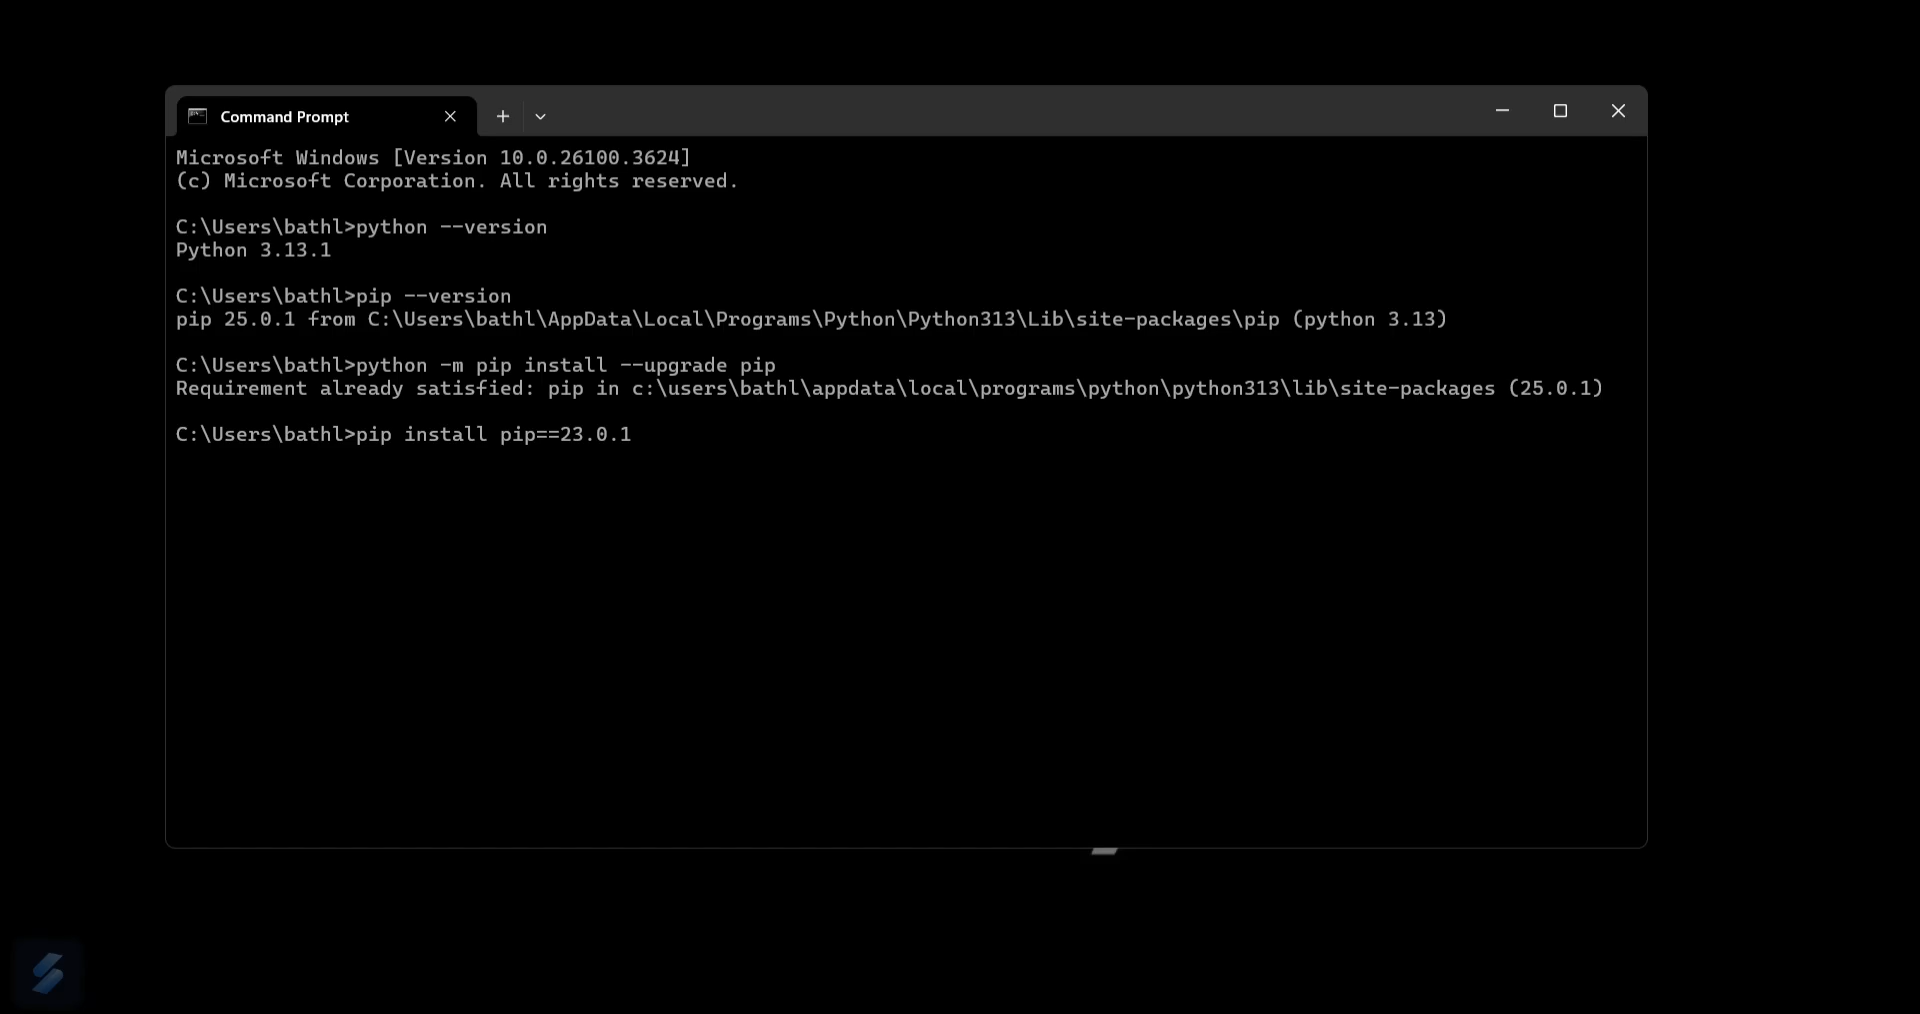 Command Prompt
Microsoft Windows [Version 10.0.26100.3624]
(c) Microsoft Corporation. All rights reserved.
C:\Users\bathl>python --version
Python 3.13.1
C:\Users\bathl>pip --version
pip 25.0.1 from C:\Users\bathl\AppData\Local\Programs\Python\Python313\Lib\site-packages\pip (python 3.13)
C:\Users\bathl>python -m pip install --upgrade pip
Requirement already satisfied: pip in c:\users\bathl\appdata\local\programs\python\python313\lib\site-packages (25.0.1)
C:\Users\bathl>pip install pip==23.0.1